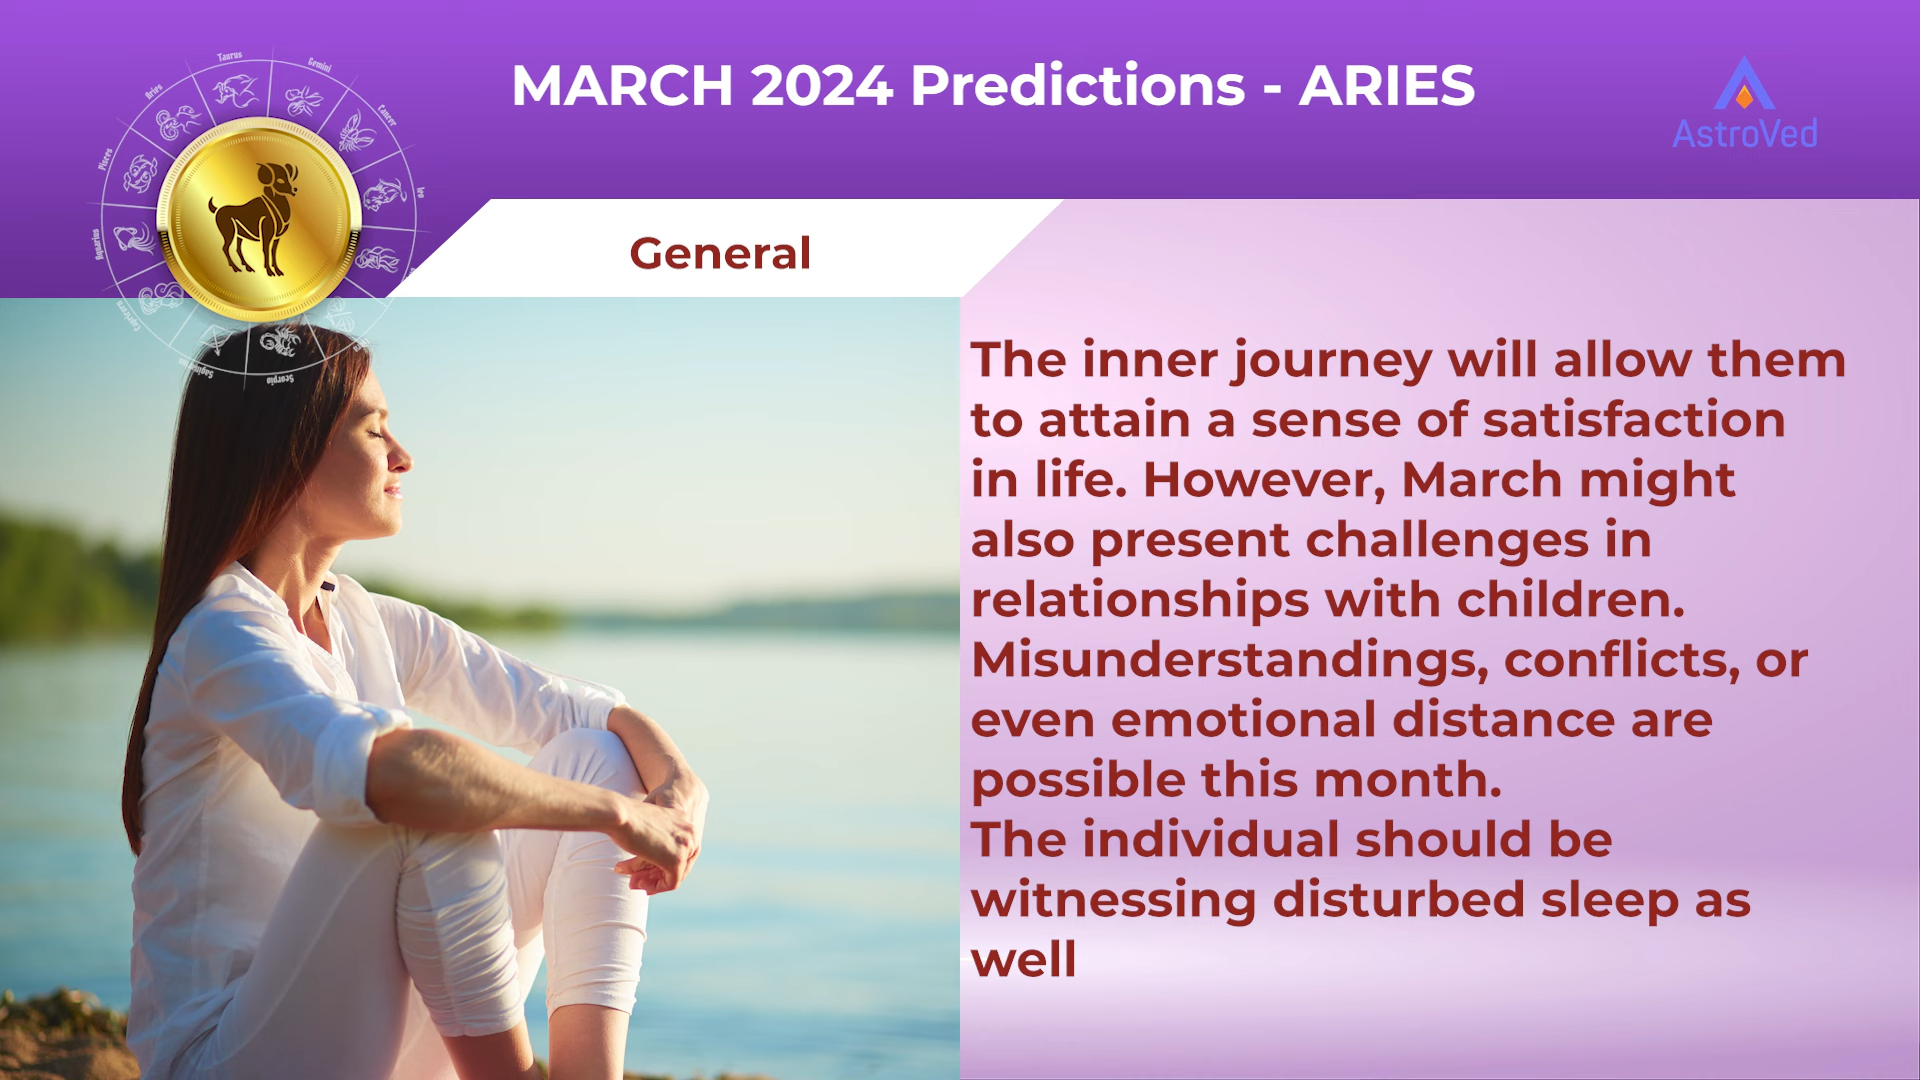 MARCH 2024 Predictions - ARIES
AstroVed
Taurus
Gemini
Aries
Cancer
Pisces
Leo
Aquarius
Scorpio
General
The inner journey will allow them
to attain a sense of satisfaction
in life. However, March might
also present challenges in
relationships with children.
Misunderstandings, conflicts, or
even emotional distance are
possible this month.
The individual should be
witnessing disturbed sleep as
well